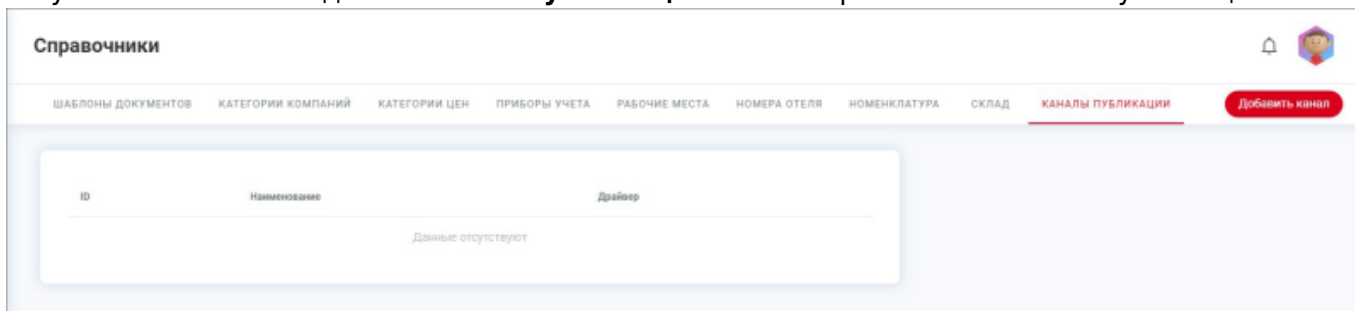 Справочники
ШАБЛОНЫ ДОКУМЕНТОВ КАТЕГОРИИ КОМПАНИЙ КАТЕГОРИИ ЦЕН ПРИБОРЫ УЧЕТА РАБОЧИЕ МЕСТА НОМЕРА ОТЕЛЯ НОМЕНКЛАТУРА СКЛАД КАНАЛЫ ПУБЛИКАЦИИ Добавить канал
ID Наименование Драйвер
Данные отсутствуют